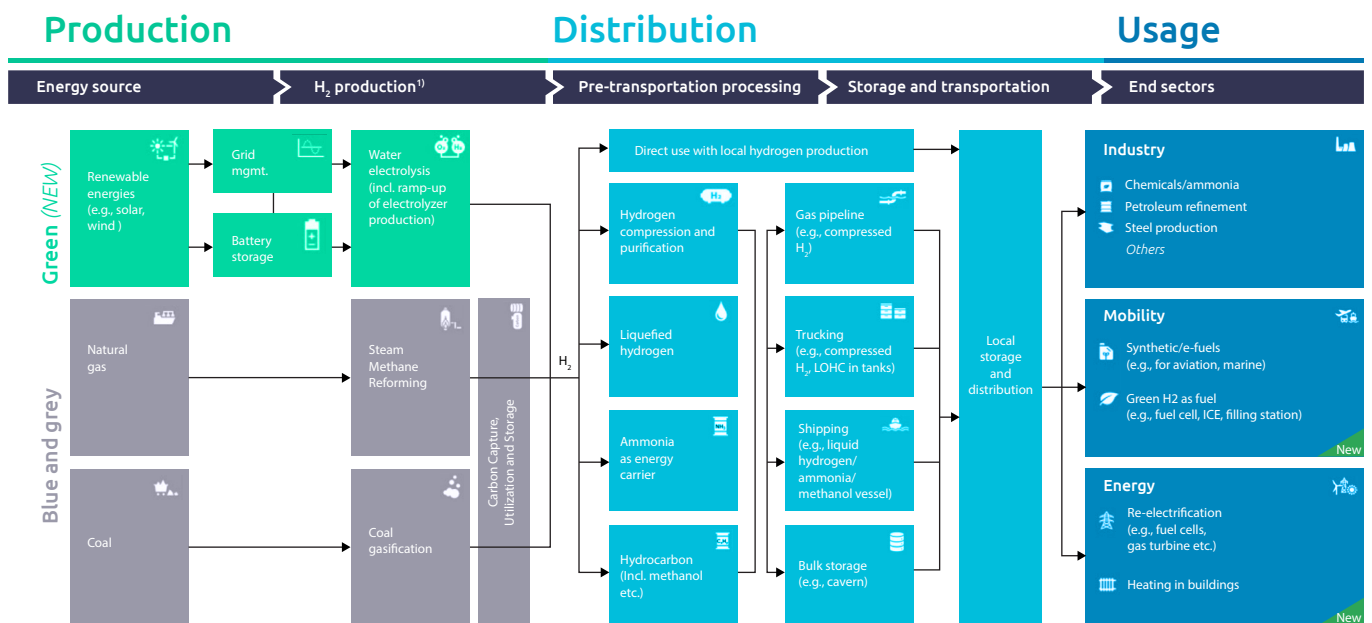 Production
Distribution
Usage
Energy source
H₂ production¹⁾
Pre-transportation processing
Storage and transportation
End sectors
Green (NEW)
Renewable
energies
(e.g., solar,
wind )
Grid
mgmt.
Battery
storage
Water
electrolysis
(incl. ramp-up
of electrolyzer
production)
Blue and grey
Natural
gas
Steam
Methane
Reforming
Coal
Coal
gasification
Carbon Capture,
Utilization and Storage
H₂
Direct use with local hydrogen production
H₂
Hydrogen
compression and
purification
Liquefied
hydrogen
NH₃
Ammonia
as energy
carrier
Hydrocarbon
(Incl. methanol
etc.)
Gas pipeline
(e.g., compressed
H₂)
Trucking
(e.g., compressed
H₂, LOHC in tanks)
Shipping
(e.g., liquid
hydrogen/
ammonia/
methanol vessel)
Bulk storage
(e.g., cavern)
Local
storage
and
distribution
Industry
Chemicals/ammonia
Petroleum refinement
Steel production
Others
Mobility
Synthetic/e-fuels
(e.g., for aviation, marine)
Green H2 as fuel
(e.g., fuel cell, ICE, filling station)
New
Energy
Re-electrification
(e.g., fuel cells,
gas turbine etc.)
Heating in buildings
New